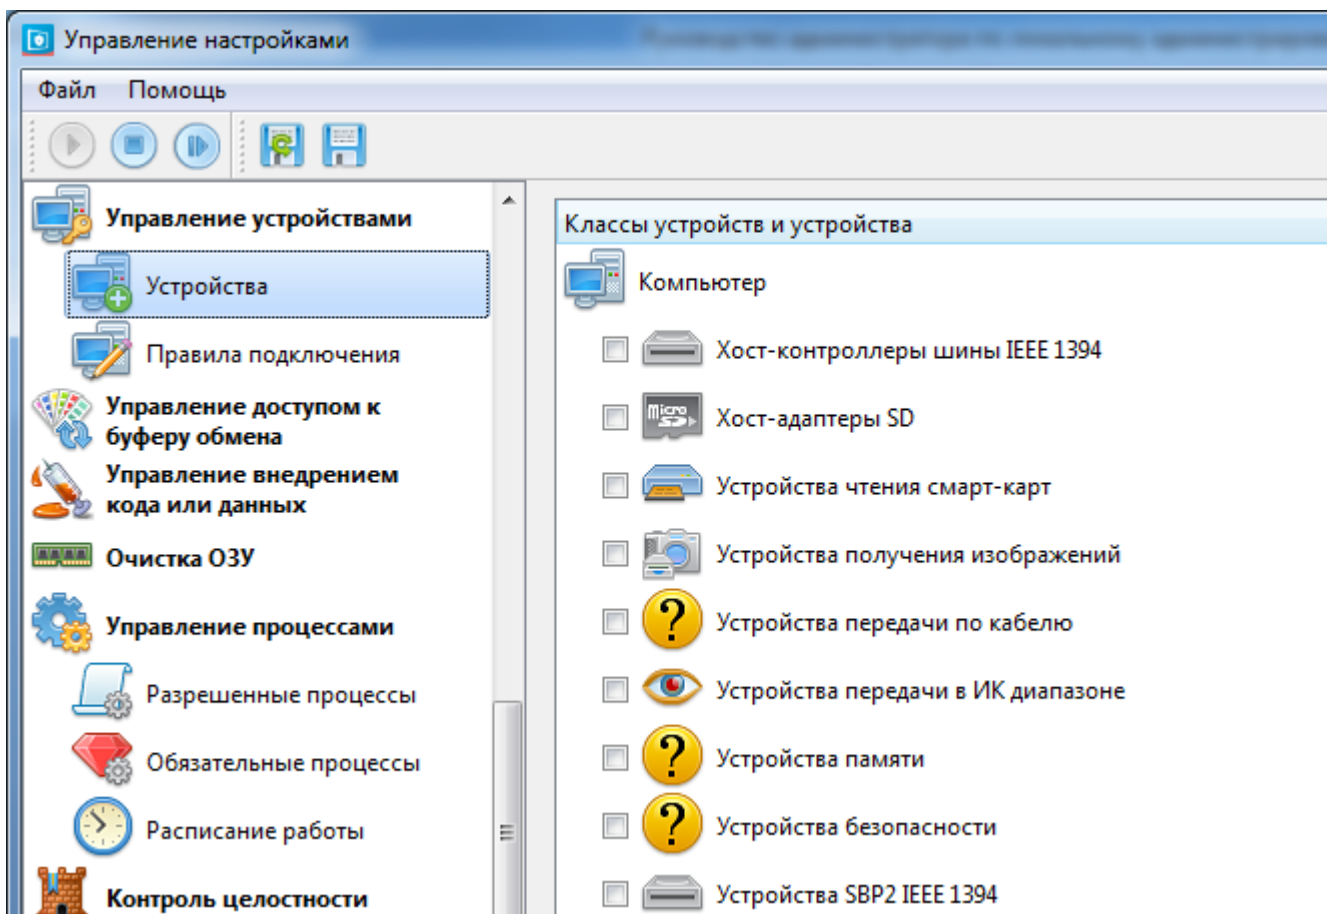 Управление настройками
Файл Помощь
Управление устройствами
Устройства
Правила подключения
Управление доступом к
буферу обмена
Управление внедрением
кода или данных
Очистка ОЗУ
Управление процессами
Разрешенные процессы
Обязательные процессы
Расписание работы
Контроль целостности
Классы устройств и устройства
Компьютер
Хост-контроллеры шины IEEE 1394
Micro
SD
Хост-адаптеры SD
Устройства чтения смарт-карт
Устройства получения изображений
?
Устройства передачи по кабелю
Устройства передачи в ИК диапазоне
?
Устройства памяти
?
Устройства безопасности
Устройства SBP2 IEEE 1394